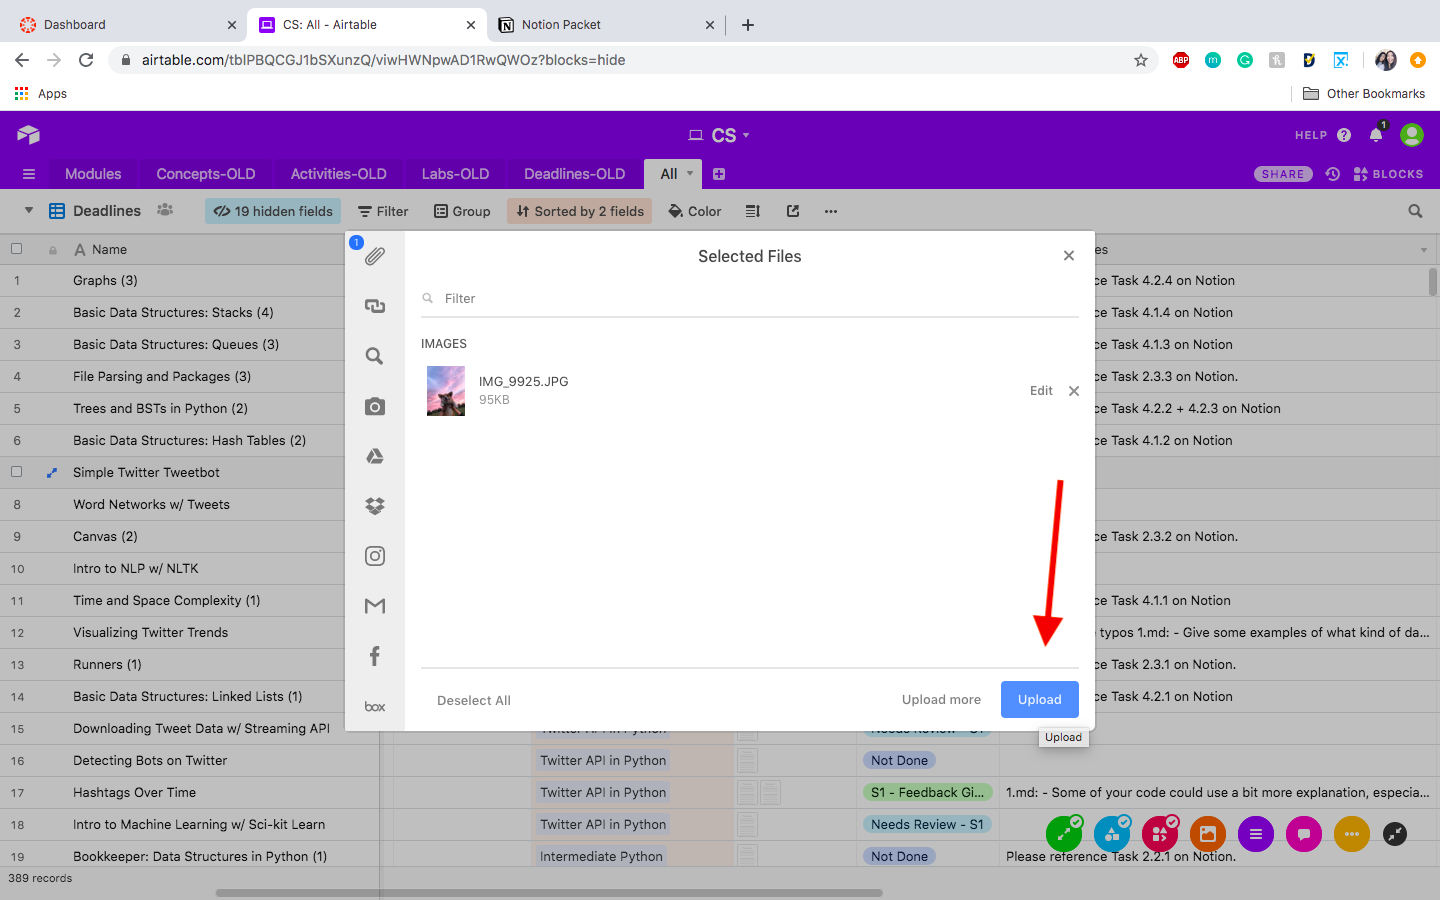 Dashboard
CS: All - Airtable
Notion Packet
airtable.com/tblPBQCGJ1bSXunzQ/viwHWNpwAD1RwQWOz?blocks=hide
ABP
m
Apps
Other Bookmarks
CS
HELP
1
Modules
Concepts-OLD
Activities-OLD
Labs-OLD
Deadlines-OLD
All
SHARE
BLOCKS
Deadlines
19 hidden fields
Filter
Group
Sorted by 2 fields
Color
A Name
es
1
Selected Files
Filter
IMAGES
IMG_9925.JPG
95KB
Edit
box
Deselect All
Upload more
Upload
Upload
1 Graphs (3) ce Task 4.2.4 on Notion
2 Basic Data Structures: Stacks (4) ce Task 4.1.4 on Notion
3 Basic Data Structures: Queues (3) ce Task 4.1.3 on Notion
4 File Parsing and Packages (3) ce Task 2.3.3 on Notion.
5 Trees and BSTs in Python (2) ce Task 4.2.2 + 4.2.3 on Notion
6 Basic Data Structures: Hash Tables (2) ce Task 4.1.2 on Notion
Simple Twitter Tweetbot
8 Word Networks w/ Tweets
9 Canvas (2) ce Task 2.3.2 on Notion.
10 Intro to NLP w/ NLTK
11 Time and Space Complexity (1) ce Task 4.1.1 on Notion
12 Visualizing Twitter Trends typos 1.md: - Give some examples of what kind of da...
13 Runners (1) ce Task 2.3.1 on Notion.
14 Basic Data Structures: Linked Lists (1) ce Task 4.2.1 on Notion
15 Downloading Tweet Data w/ Streaming API Twitter API in Python Needs Review - S1
16 Detecting Bots on Twitter Twitter API in Python Not Done
17 Hashtags Over Time Twitter API in Python S1 - Feedback Gi... 1.md: - Some of your code could use a bit more explanation, especia...
18 Intro to Machine Learning w/ Sci-kit Learn Twitter API in Python Needs Review - S1
19 Bookkeeper: Data Structures in Python (1) Intermediate Python Not Done Please reference Task 2.2.1 on Notion.
389 records